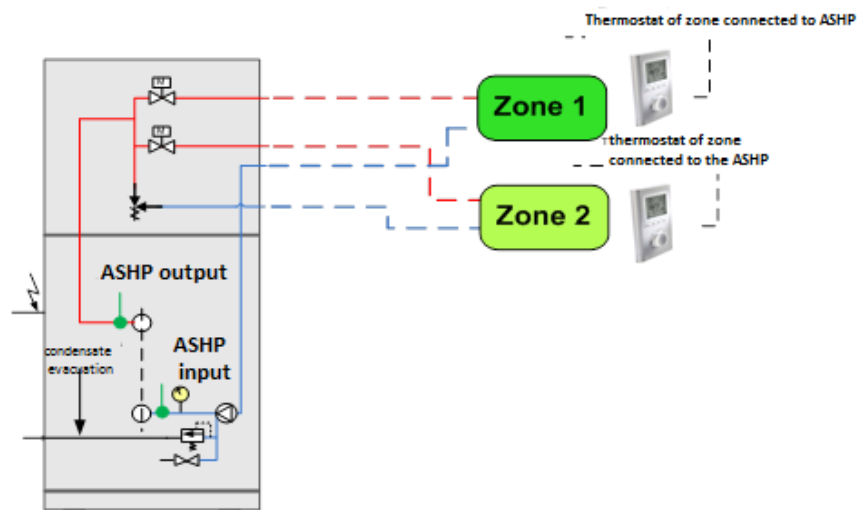 Thermostat of zone connected to ASHP
Zone 1
thermostat of zone
connected to the ASHP
Zone 2
ASHP output
ASHP
input
condensate
evacuation